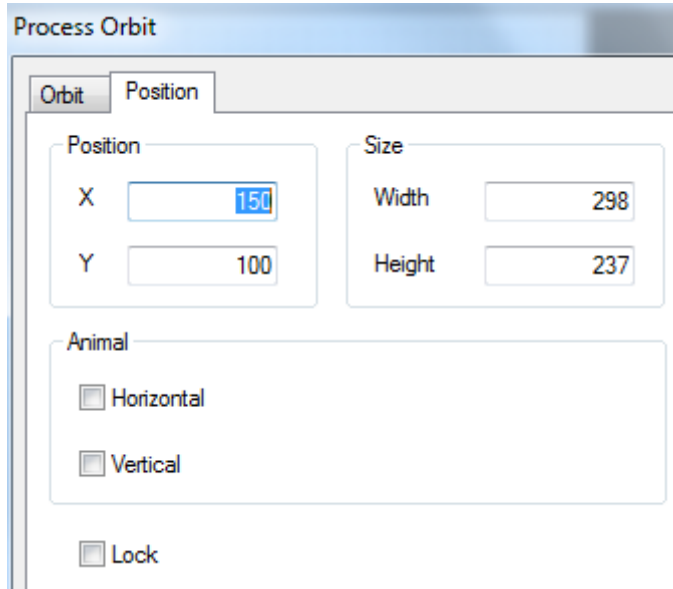 Process Orbit
Orbit Position
Position Size
X 150 Width 298
Y 100 Height 237
Animal
Horizontal
Vertical
Lock